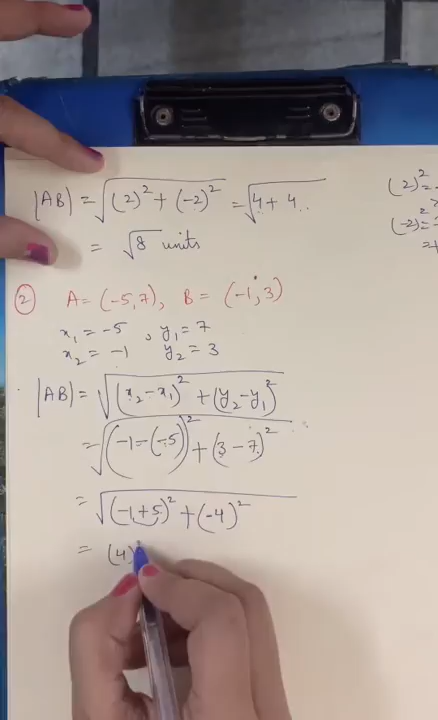 |AB| = √(2)² + (-2)² = √4 + 4
= √8 units
(2)² =
(-2)² =
② A = (-5, 7), B = (-1, 3)
x₁ = -5, y₁ = 7
x₂ = -1 y₂ = 3
|AB| = √(x₂ - x₁)² + (y₂ - y₁)²
= √(-1 - (-5))² + (3 - 7)²
= √(-1 + 5)² + (-4)²
= (4)